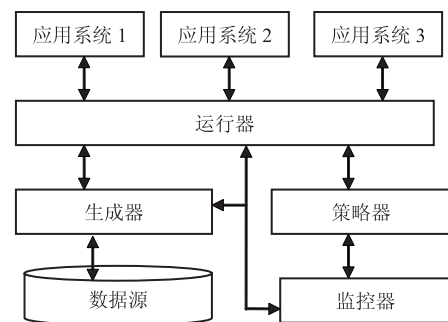 应用系统 1
应用系统 2
应用系统 3
运行器
生成器
策略器
数据源
监控器